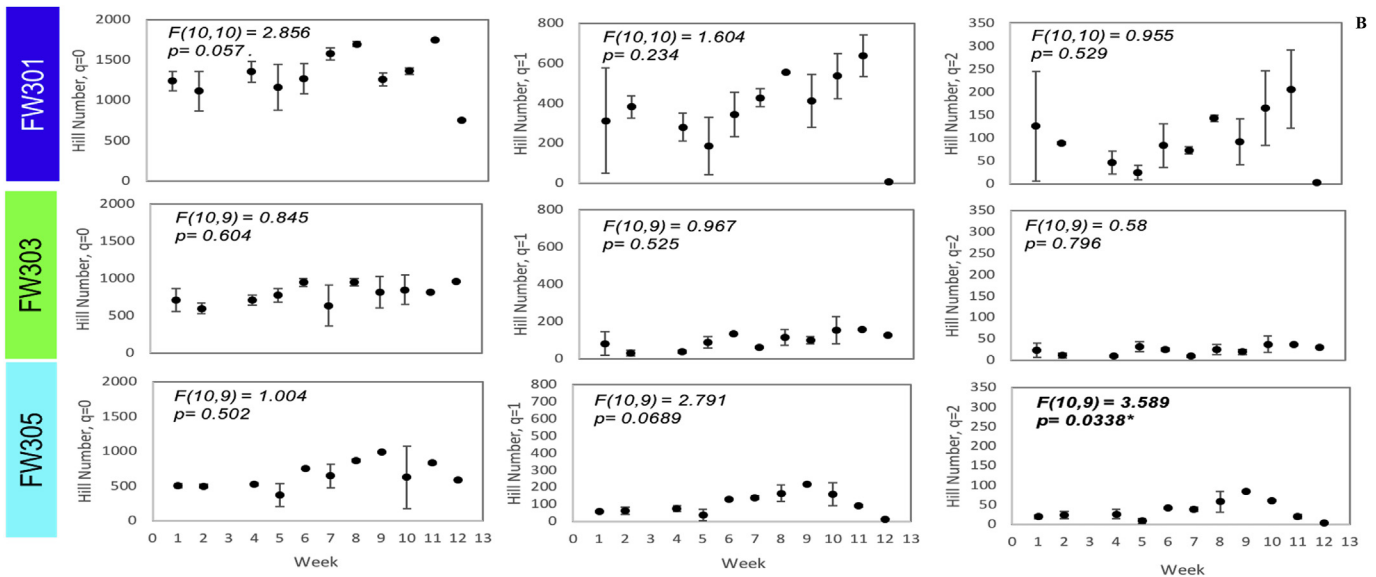 B
FW301
Hill Number, q=0
2000
1500
1000
500
0
F(10,10) = 2.856
p= 0.057 .
Hill Number, q=1
800
600
400
200
0
F(10,10) = 1.604
p= 0.234
Hill Number, q=2
350
300
250
200
150
100
50
0
F(10,10) = 0.955
p= 0.529
FW303
Hill Number, q=0
2000
1500
1000
500
0
F(10,9) = 0.845
p= 0.604
Hill Number, q=1
800
600
400
200
0
F(10,9) = 0.967
p= 0.525
Hill Number, q=2
350
300
250
200
150
100
50
0
F(10,9) = 0.58
p= 0.796
FW305
Hill Number, q=0
2000
1500
1000
500
0
F(10,9) = 1.004
p= 0.502
Hill Number, q=1
800
700
600
500
400
300
200
100
0
F(10,9) = 2.791
p= 0.0689
Hill Number, q=2
350
300
250
200
150
100
50
0
F(10,9) = 3.589
p= 0.0338*
0 1 2 3 4 5 6 7 8 9 10 11 12 13
Week
0 1 2 3 4 5 6 7 8 9 10 11 12 13
Week
0 1 2 3 4 5 6 7 8 9 10 11 12 13
Week